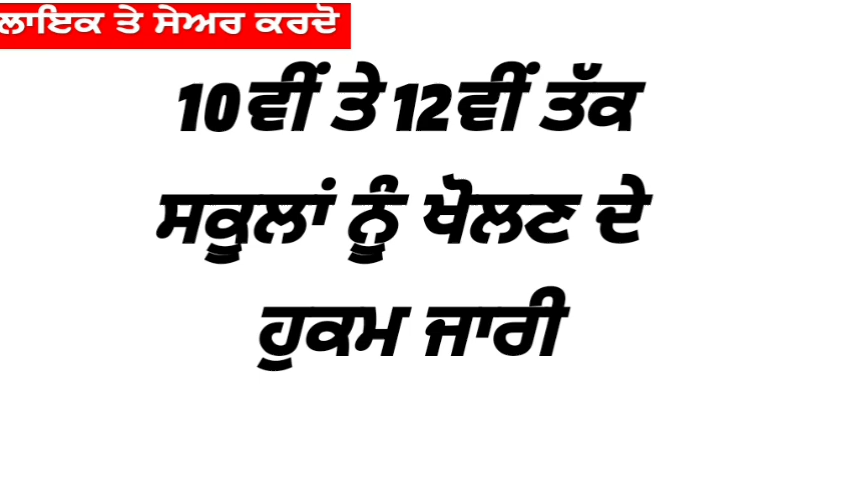 ਲਾਇਕ ਤੇ ਸੇਅਰ ਕਰਦੋ
10ਵੀਂ ਤੇ 12ਵੀਂ ਤੱਕ
ਸਕੂਲਾਂ ਨੂੰ ਖੋਲਣ ਦੇ
ਹੁਕਮ ਜਾਰੀ